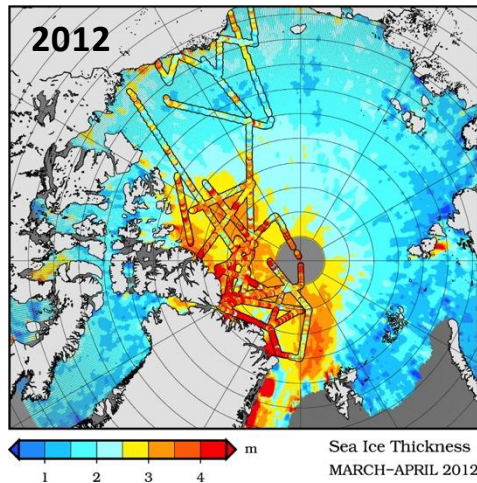 2012
m
1 2 3 4
Sea Ice Thickness
MARCH–APRIL 2012